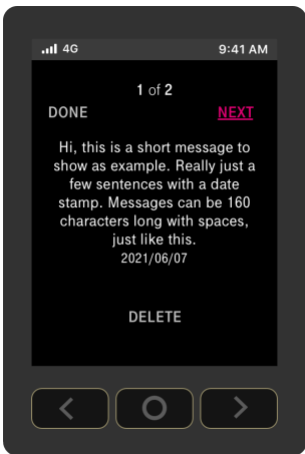 4G 9:41 AM
1 of 2
DONE NEXT
Hi, this is a short message to
show as example. Really just a
few sentences with a date
stamp. Messages can be 160
characters long with spaces,
just like this.
2021/06/07
DELETE